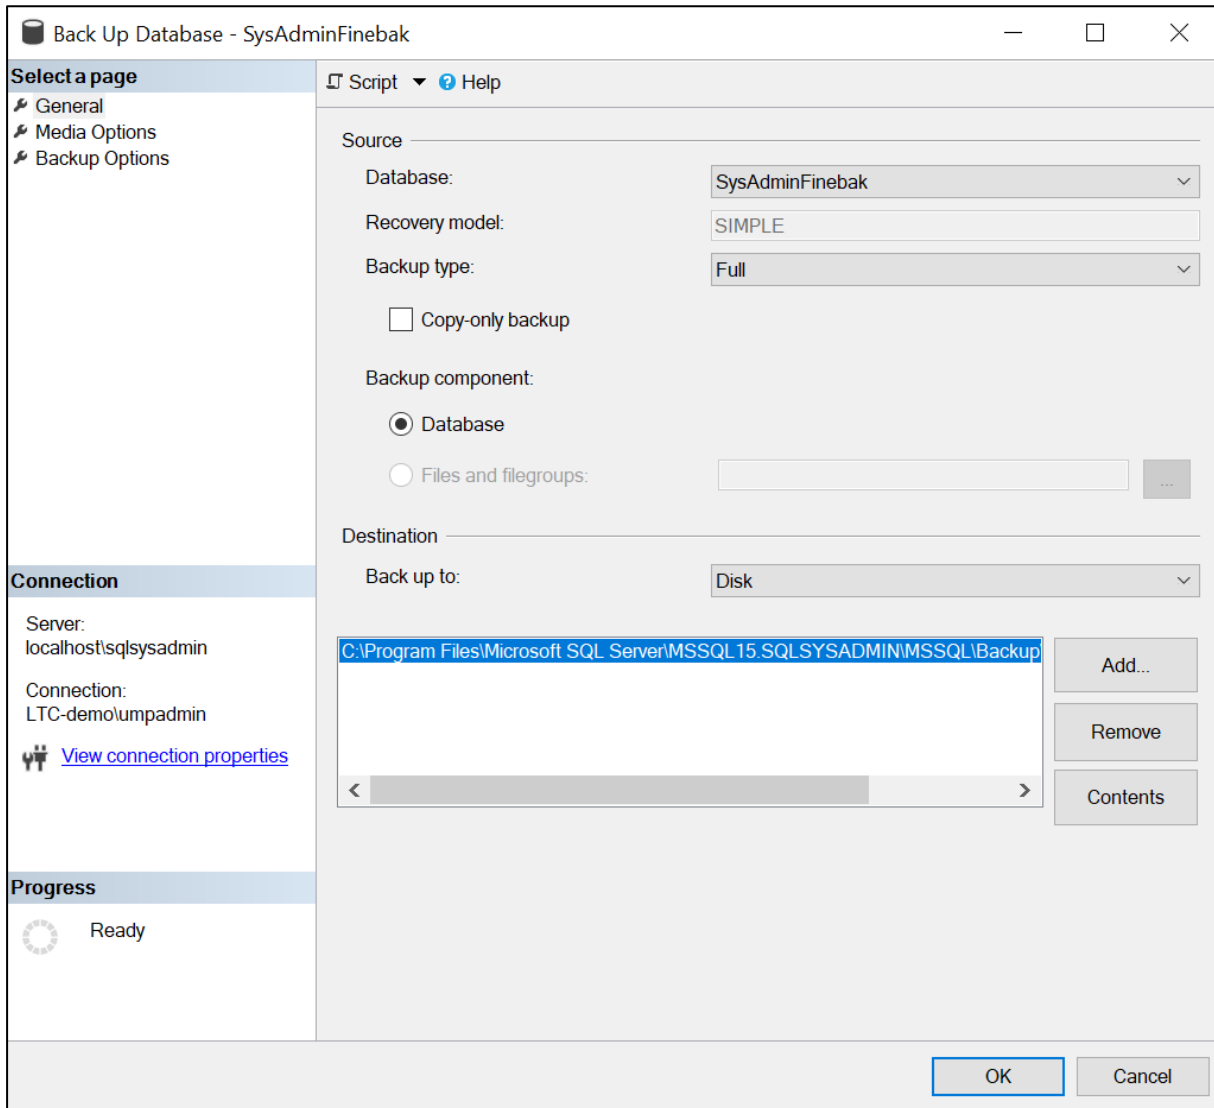 Back Up Database - SysAdminFinebak
Select a page
General
Media Options
Backup Options
Script
Help
Source
Database:
SysAdminFinebak
Recovery model:
SIMPLE
Backup type:
Full
Copy-only backup
Backup component:
Database
Files and filegroups:
...
Destination
Back up to:
Disk
C:\Program Files\Microsoft SQL Server\MSSQL15.SQLSYSADMIN\MSSQL\Backup
Add...
Remove
Contents
Connection
Server:
localhost\sqlsysadmin
Connection:
LTC-demo\umpadmin
View connection properties
Progress
Ready
OK
Cancel